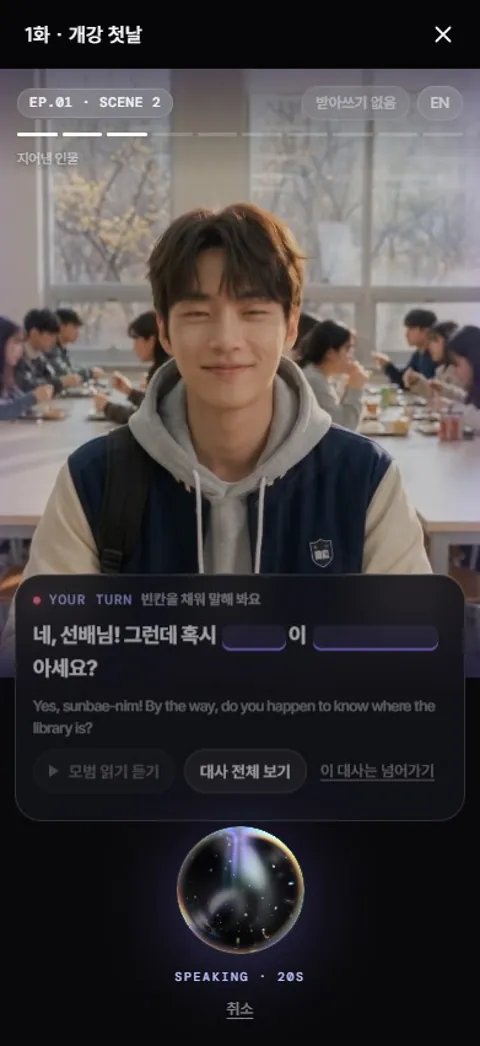 1화 · 개강 첫날
EP.01 · SCENE 2
받아쓰기 없음
EN
지어낸 인물
YOUR TURN 빈칸을 채워 말해 봐요
네, 선배님! 그런데 혹시 이
아세요?
Yes, sunbae-nim! By the way, do you happen to know where the
library is?
모범 읽기 듣기
대사 전체 보기
이 대사는 넘어가기
SPEAKING · 20S
취소